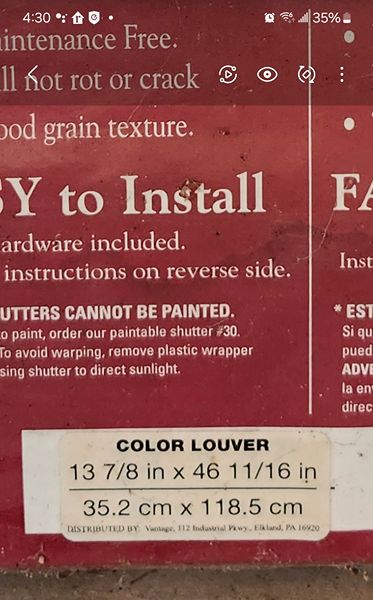 4:30
35%
intenance Free.
ll not rot or crack
ood grain texture.
SY to Install
FA
ardware included.
Inst
instructions on reverse side.
UTTERS CANNOT BE PAINTED.
* EST
to paint, order our paintable shutter #30.
Si qu
To avoid warping, remove plastic wrapper
pued
sing shutter to direct sunlight.
ADVE
la env
direc
COLOR LOUVER
13 7/8 in x 46 11/16 in
35.2 cm x 118.5 cm
DISTRIBUTED BY: Vantage, 112 Industrial Pkwy., Elkland, PA 16920